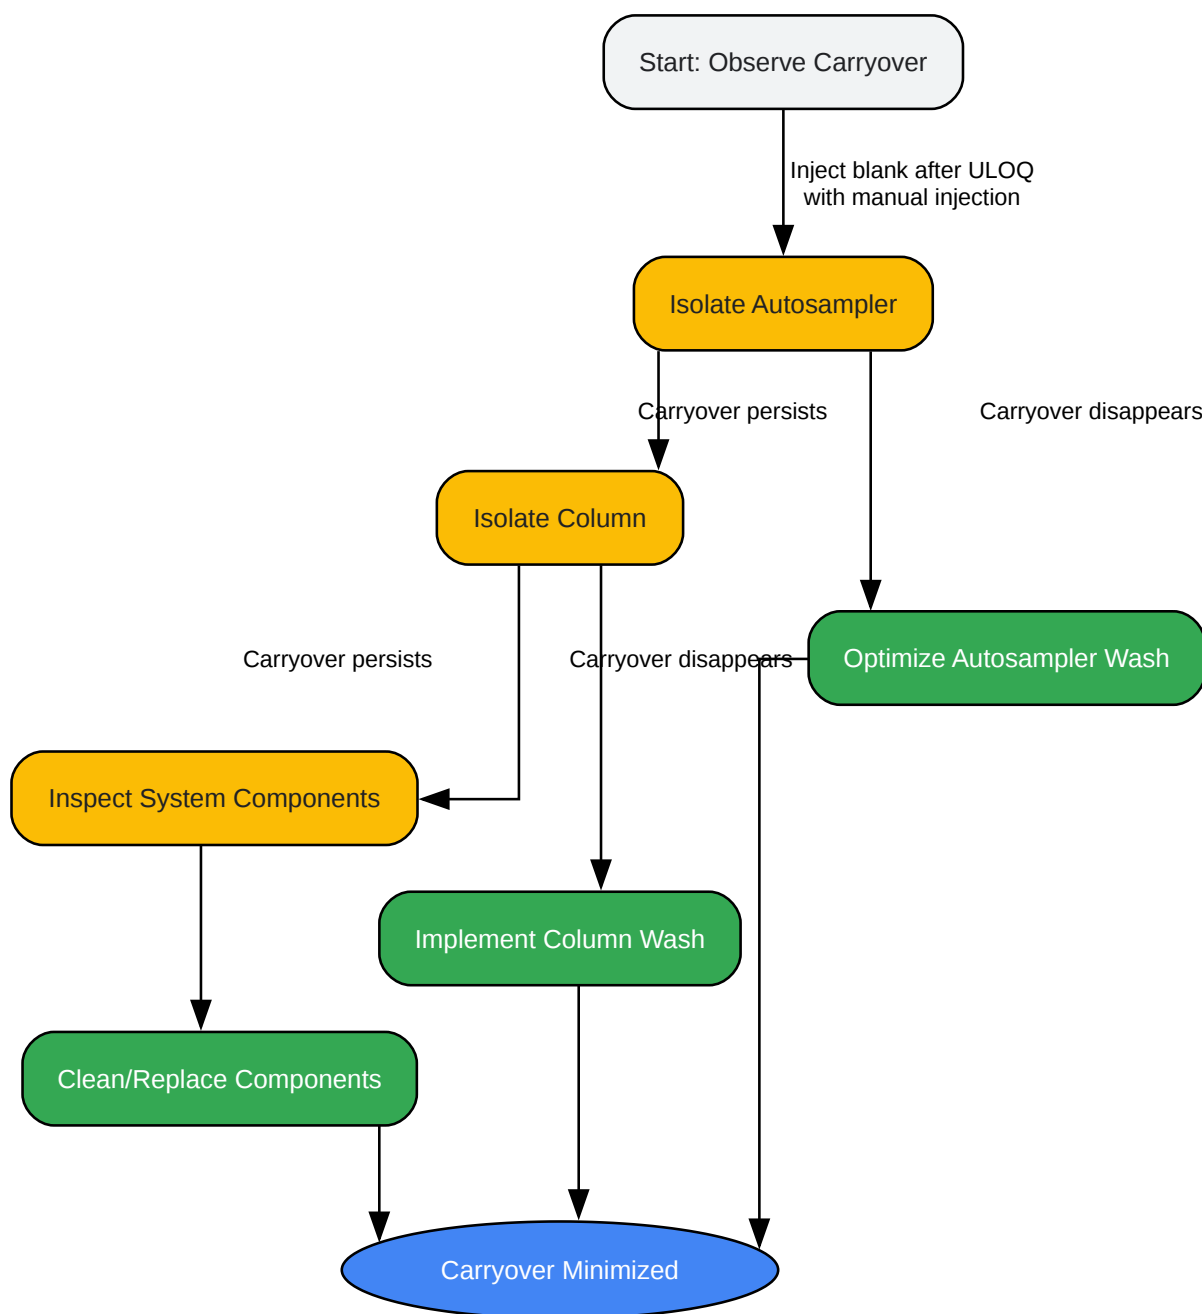 Start: Observe Carryover
Inject blank after ULOQ
with manual injection
Isolate Autosampler
Carryover persists
Carryover disappears
Isolate Column
Carryover persists
Carryover disappears
Optimize Autosampler Wash
Inspect System Components
Implement Column Wash
Clean/Replace Components
Carryover Minimized